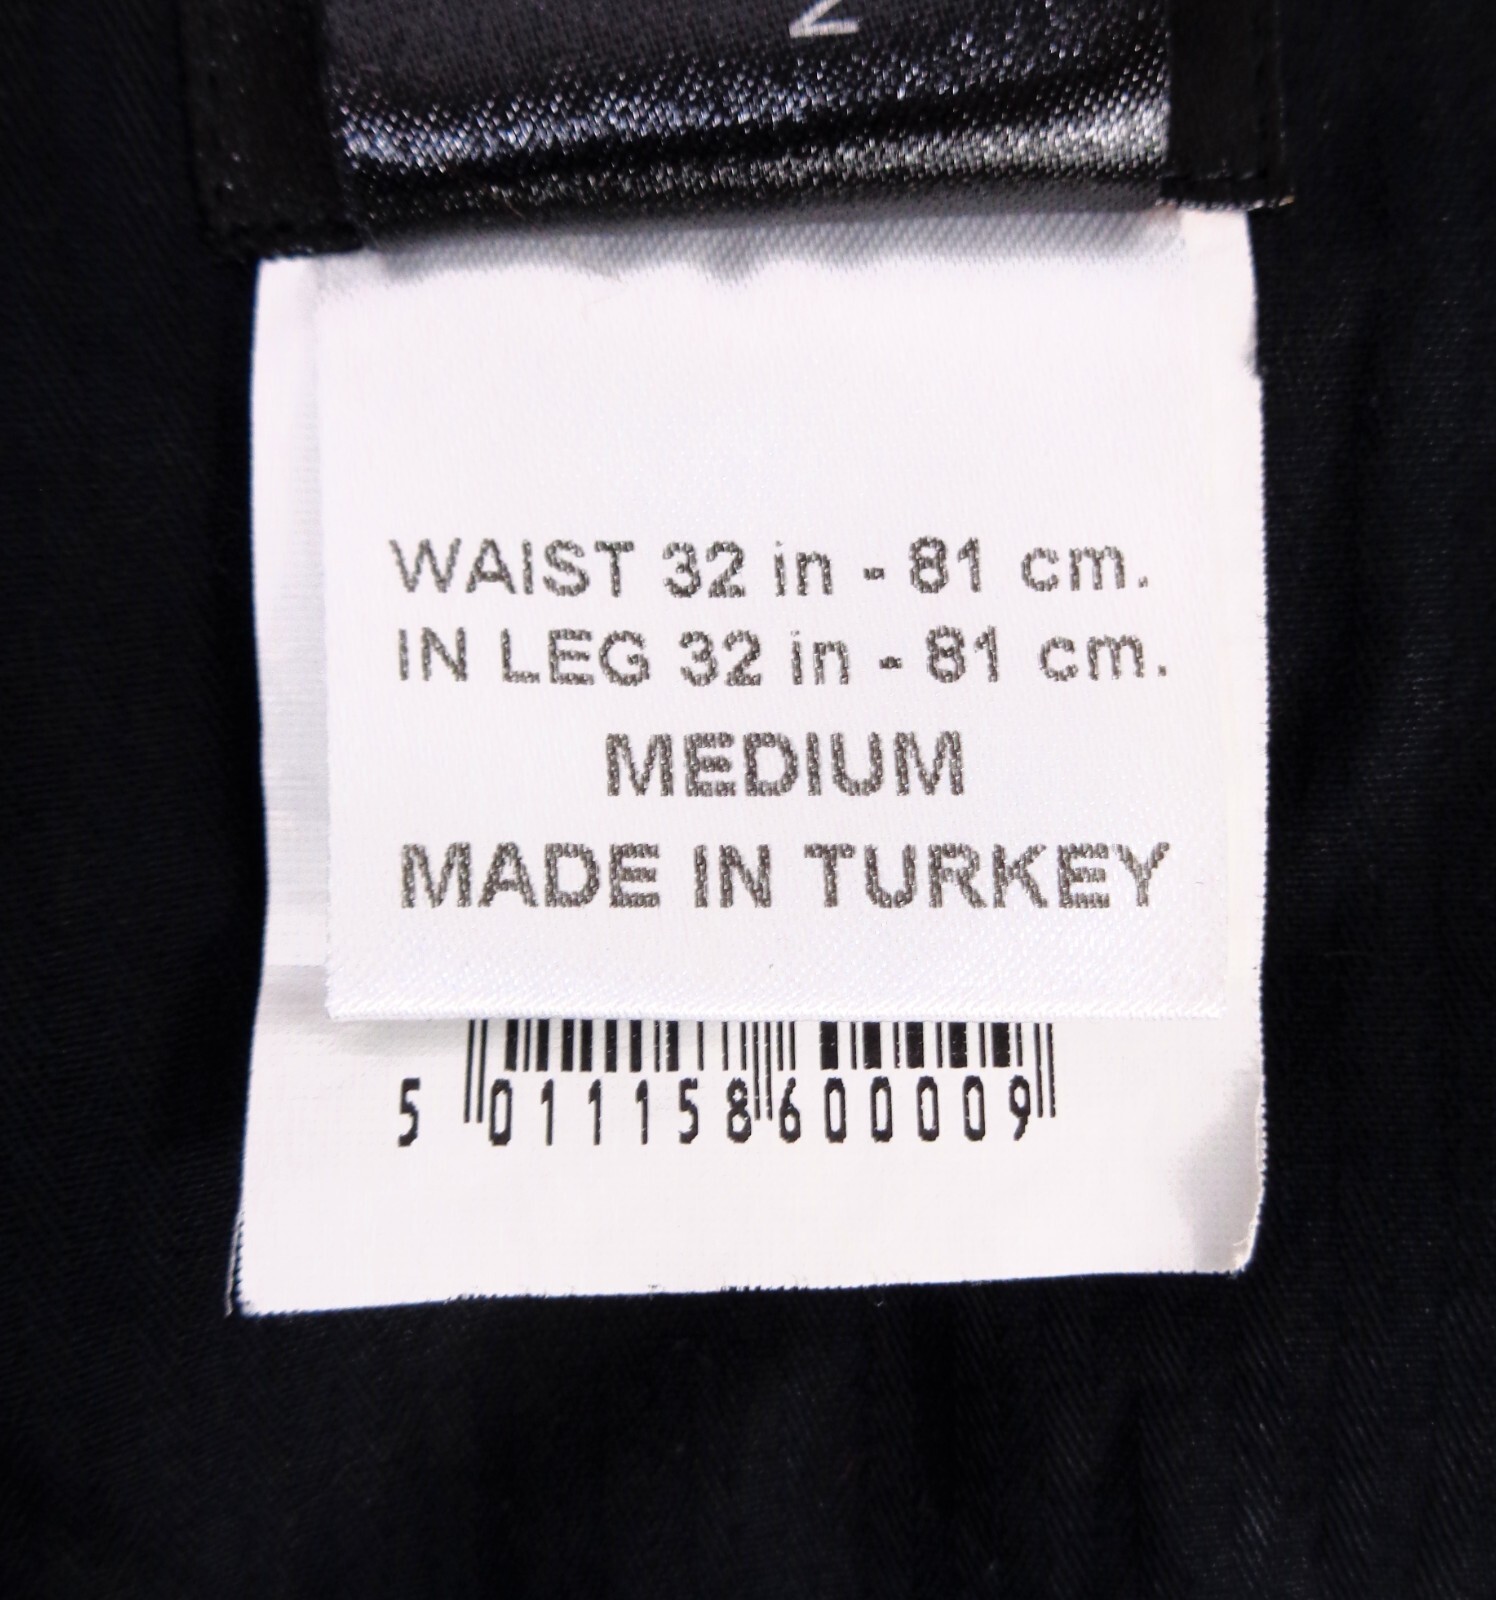 WAIST 32 in - 81 cm.
IN LEG 32 in - 81 cm.
MEDIUM
MADE IN TURKEY
5 011158 600009